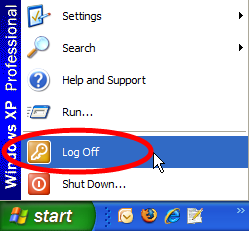 Windows XP Professional
Settings
Search
Help and Support
Run...
Log Off
Shut Down...
start